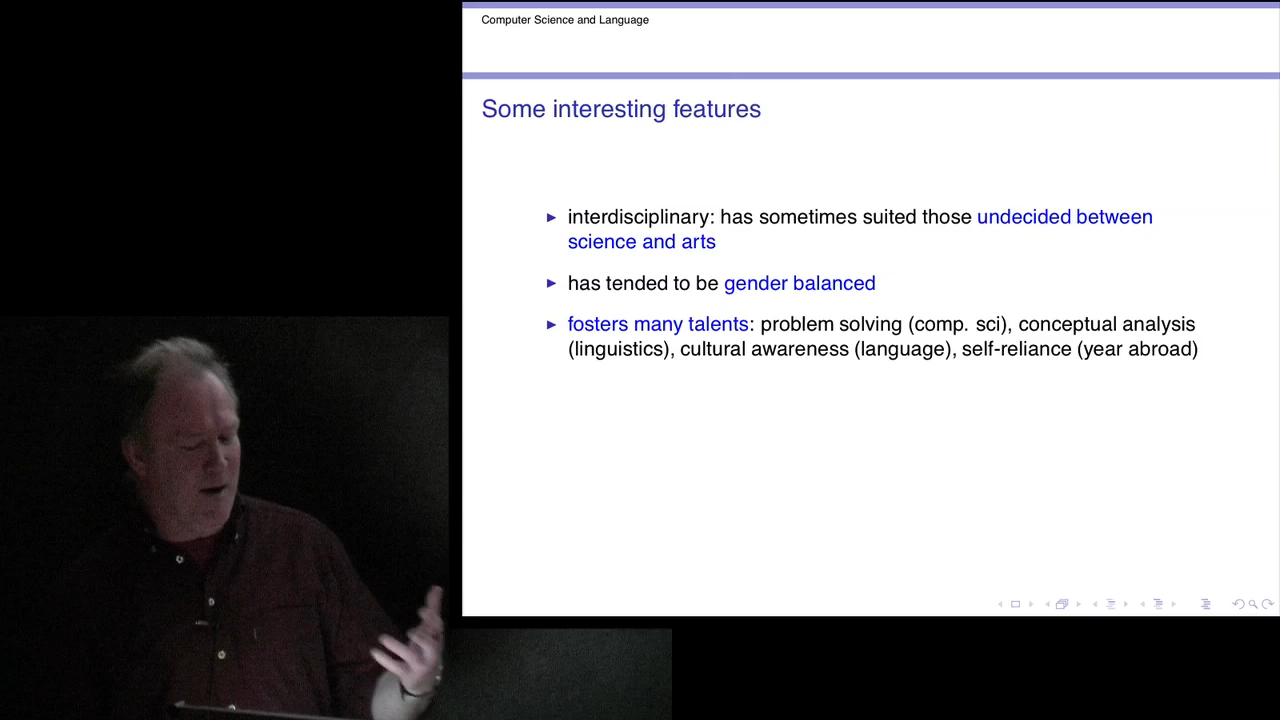 Computer Science and Language
Some interesting features
interdisciplinary: has sometimes suited those undecided between
science and arts
has tended to be gender balanced
fosters many talents: problem solving (comp. sci), conceptual analysis
(linguistics), cultural awareness (language), self-reliance (year abroad)